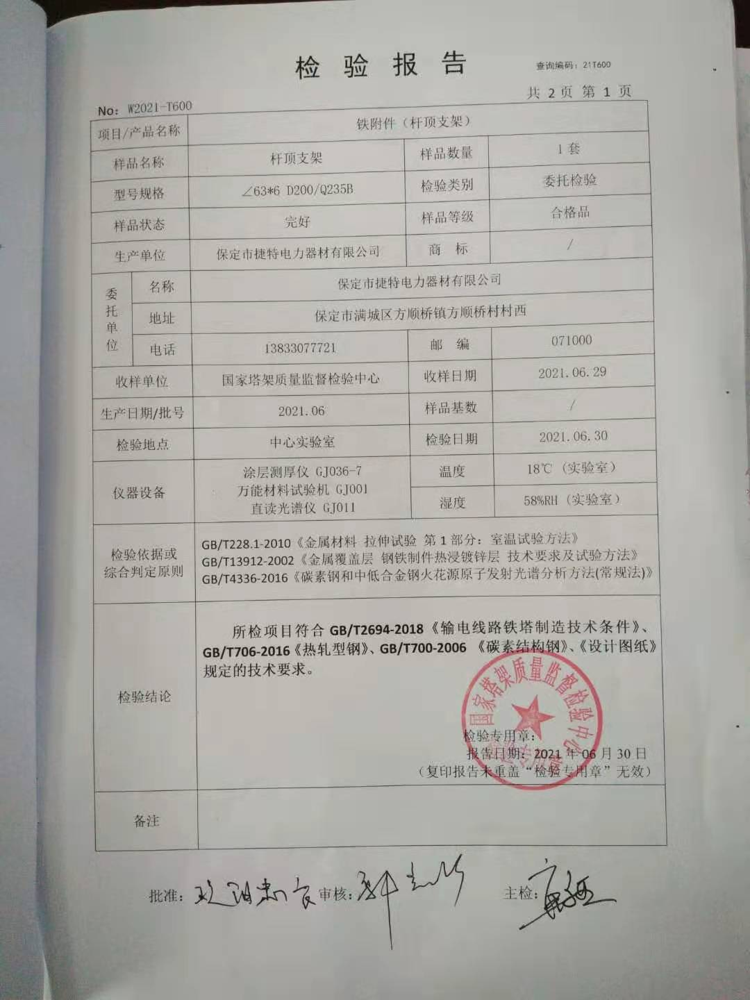 检验报告
查询编码：21T600
共 2 页 第 1 页
No：W2021-T600
项目/产品名称 铁附件（杆顶支架）
样品名称 杆顶支架 样品数量 1 套
型号规格 ∠63*6 D200/Q235B 检验类别 委托检验
样品状态 完好 样品等级 合格品
生产单位 保定市捷特电力器材有限公司 商 标 /
委托单位 名称 保定市捷特电力器材有限公司
地址 保定市满城区方顺桥镇方顺桥村村西
电话 13833077721 邮 编 071000
收样单位 国家塔架质量监督检验中心 收样日期 2021.06.29
生产日期/批号 2021.06 样品基数 /
检验地点 中心实验室 检验日期 2021.06.30
仪器设备 涂层测厚仪 GJ036-7
万能材料试验机 GJ001
直读光谱仪 GJ011
温度 18℃（实验室）
湿度 58%RH（实验室）
检验依据或
综合判定原则
GB/T228.1-2010《金属材料 拉伸试验 第1部分：室温试验方法》
GB/T13912-2002《金属覆盖层 钢铁制件热浸镀锌层 技术要求及试验方法》
GB/T4336-2016《碳素钢和中低合金钢火花源原子发射光谱分析方法(常规法)》
检验结论
所检项目符合 GB/T2694-2018《输电线路铁塔制造技术条件》、
GB/T706-2016《热轧型钢》、GB/T700-2006 《碳素结构钢》、《设计图纸》
规定的技术要求。
国家塔架质量监督检验中心
检验专用章
检验专用章：
报告日期：2021 年 06 月 30 日
（复印报告未重盖“检验专用章”无效）
备注
批准： 审核： 主检：